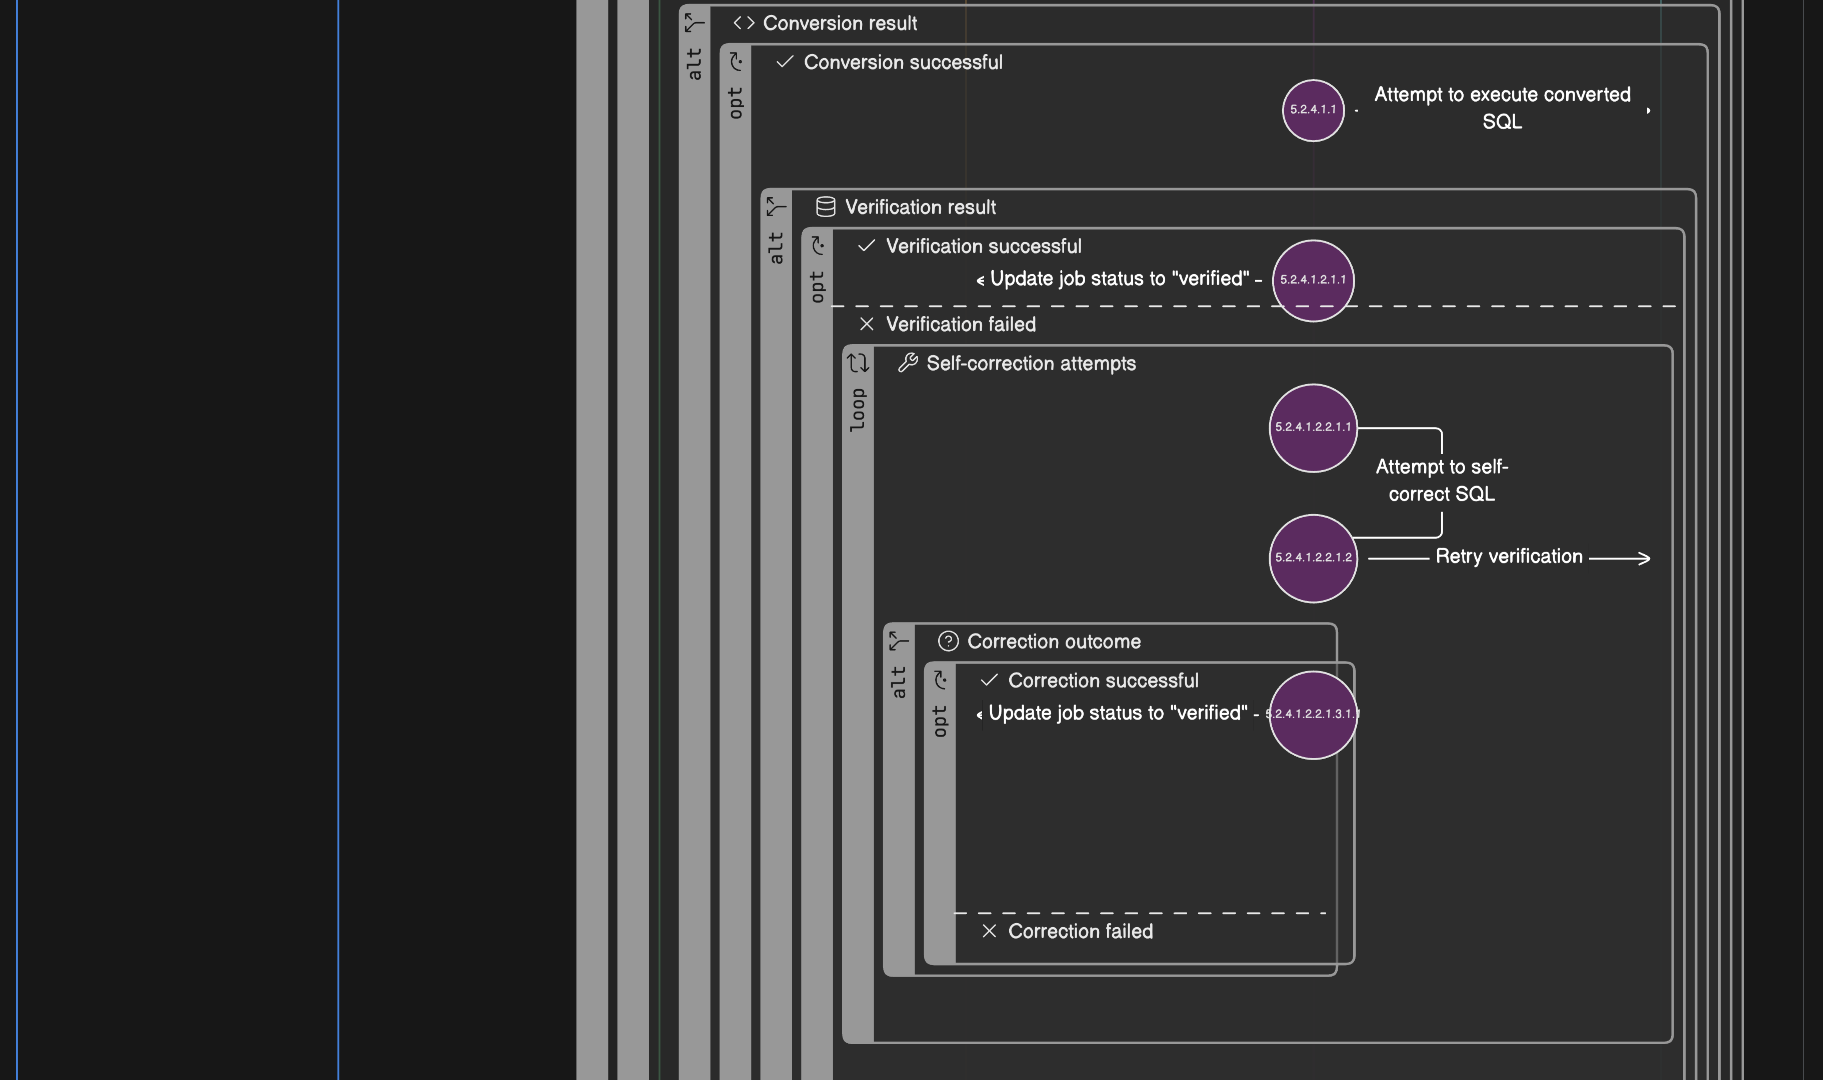 alt
Conversion result
opt
Conversion successful
5.2.4.1.1
Attempt to execute converted
SQL
alt
Verification result
opt
Verification successful
Update job status to "verified"
5.2.4.1.2.1.1
Verification failed
loop
Self-correction attempts
5.2.4.1.2.2.1.1
Attempt to self-
correct SQL
5.2.4.1.2.2.1.2
Retry verification
alt
Correction outcome
opt
Correction successful
Update job status to "verified"
5.2.4.1.2.2.1.3.1.1
Correction failed